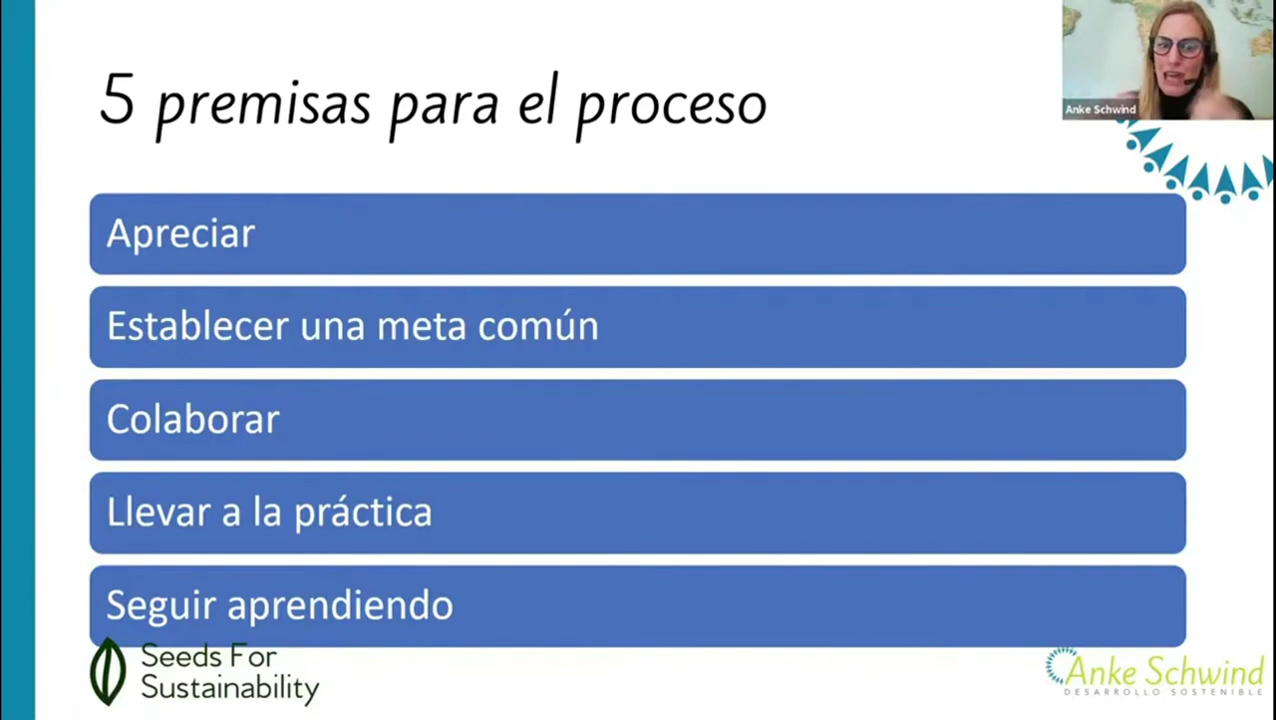 5 premisas para el proceso
Anke Schwind
Apreciar
Establecer una meta común
Colaborar
Llevar a la práctica
Seguir aprendiendo
Seeds For
Sustainability
Anke Schwind
DESARROLLO SOSTENIBLE